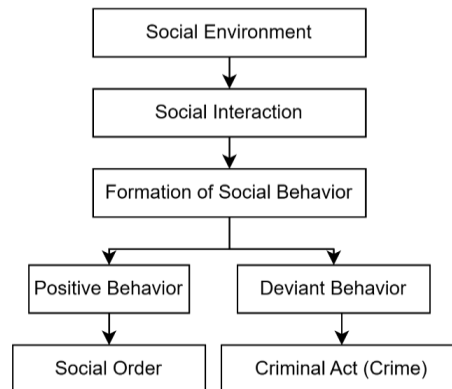 Social Environment
Social Interaction
Formation of Social Behavior
Positive Behavior
Deviant Behavior
Social Order
Criminal Act (Crime)